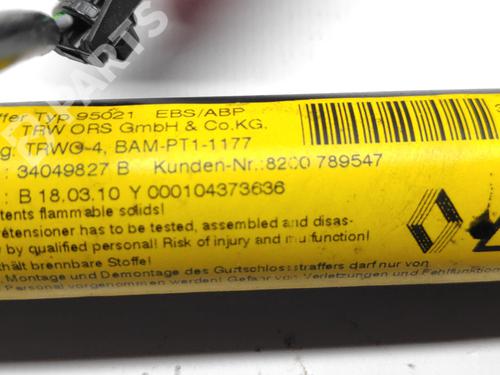 ffer Typ 95021 EBS/ABP
TRW ORS GmbH & Co.KG.
g: TRWO-4, BAM-PT1-1177
: 34049827 B Kunden-Nr.:8200 789547
: B 18.03.10 Y 000104373636
tents flammable solids!
retensioner has to be tested, assembled and disas-
by qualified personal! Risk of injury and malfunction!
hält brennbare Stoffe!
Montage und Demontage des Gurtschlossstraffers darf nur von
Personal vorgenommen werden! Gefahr von Verletzungen und Fehlfunktion